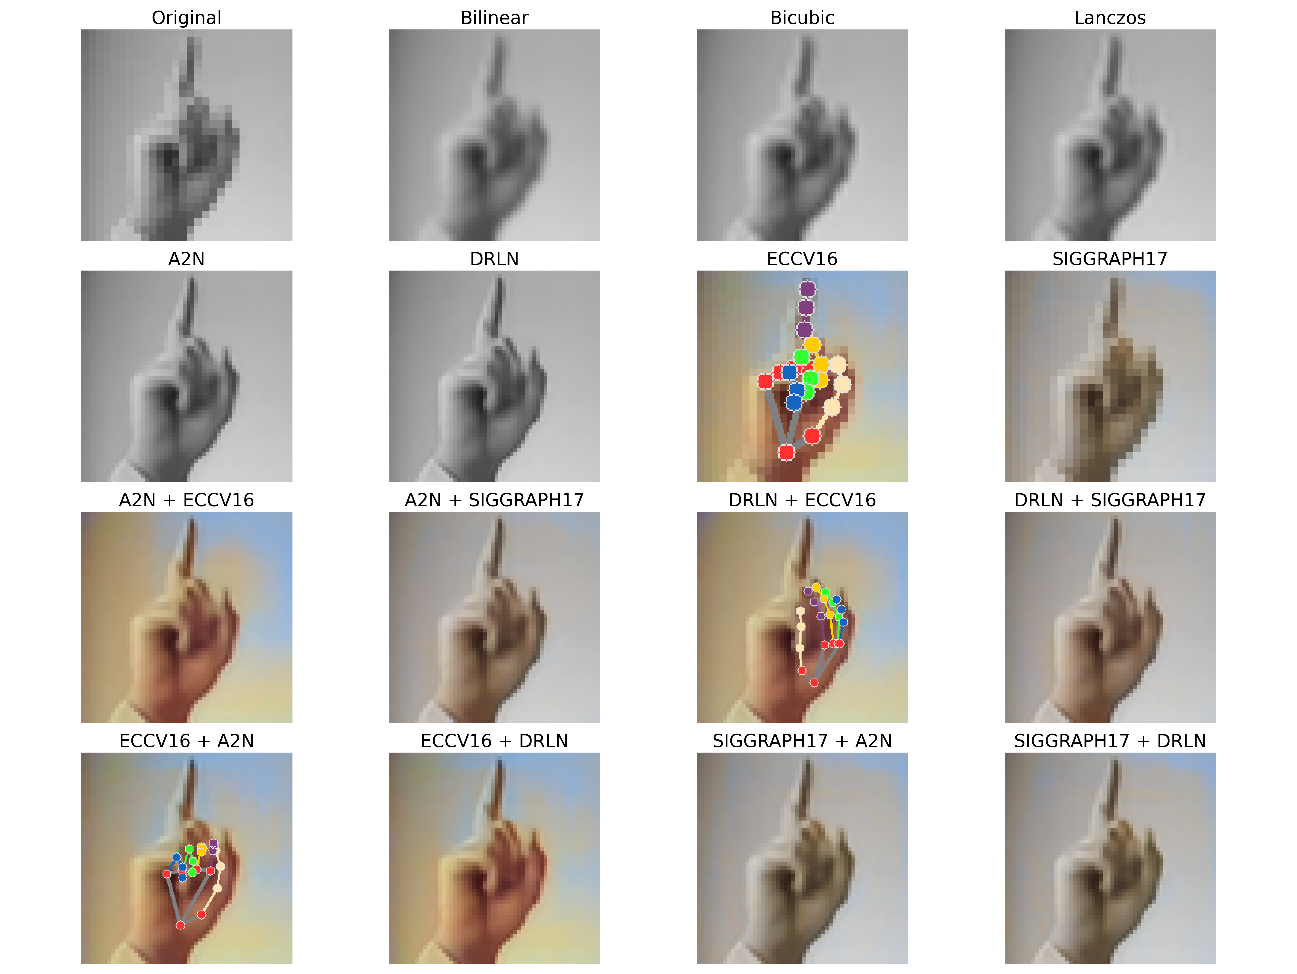 Original
Bilinear
Bicubic
Lanczos
A2N
DRLN
ECCV16
SIGGRAPH17
A2N + ECCV16
A2N + SIGGRAPH17
DRLN + ECCV16
DRLN + SIGGRAPH17
ECCV16 + A2N
ECCV16 + DRLN
SIGGRAPH17 + A2N
SIGGRAPH17 + DRLN